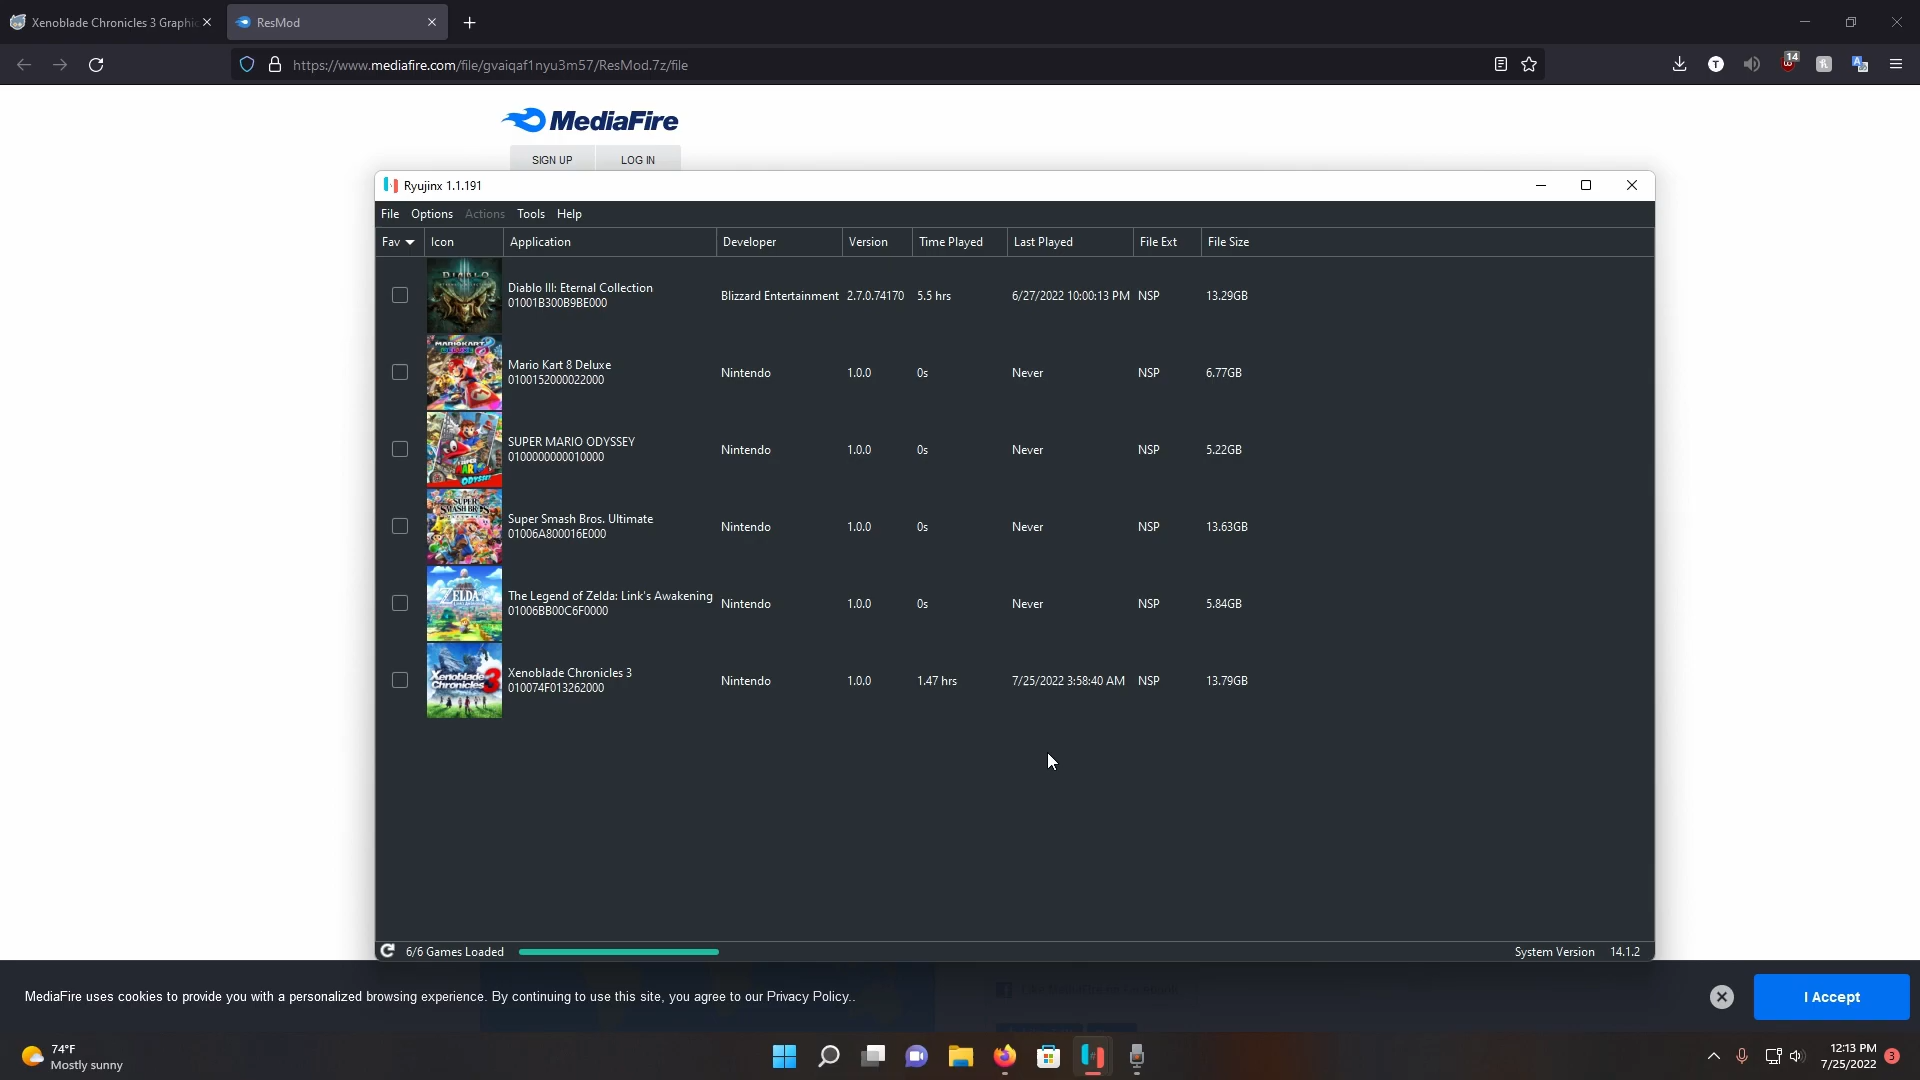 Xenoblade Chronicles 3 Graphic
ResMod
https://www.mediafire.com/file/gvaiqaf1nyu3m57/ResMod.7z/file
14
MediaFire
SIGN UP
LOG IN
Ryujinx 1.1.191
File Options Actions Tools Help
Fav Icon Application Developer Version Time Played Last Played File Ext File Size
Diablo III: Eternal Collection
01001B300B9BE000
Blizzard Entertainment 2.7.0.74170 5.5 hrs 6/27/2022 10:00:13 PM NSP 13.29GB
Mario Kart 8 Deluxe
0100152000022000
Nintendo 1.0.0 0s Never NSP 6.77GB
SUPER MARIO ODYSSEY
0100000000010000
Nintendo 1.0.0 0s Never NSP 5.22GB
Super Smash Bros. Ultimate
01006A800016E000
Nintendo 1.0.0 0s Never NSP 13.63GB
The Legend of Zelda: Link's Awakening
01006BB00C6F0000
Nintendo 1.0.0 0s Never NSP 5.84GB
Xenoblade Chronicles 3
010074F013262000
Nintendo 1.0.0 1.47 hrs 7/25/2022 3:58:40 AM NSP 13.79GB
6/6 Games Loaded
System Version 14.1.2
MediaFire uses cookies to provide you with a personalized browsing experience. By continuing to use this site, you agree to our Privacy Policy..
I Accept
74°F
Mostly sunny
12:13 PM
7/25/2022
3